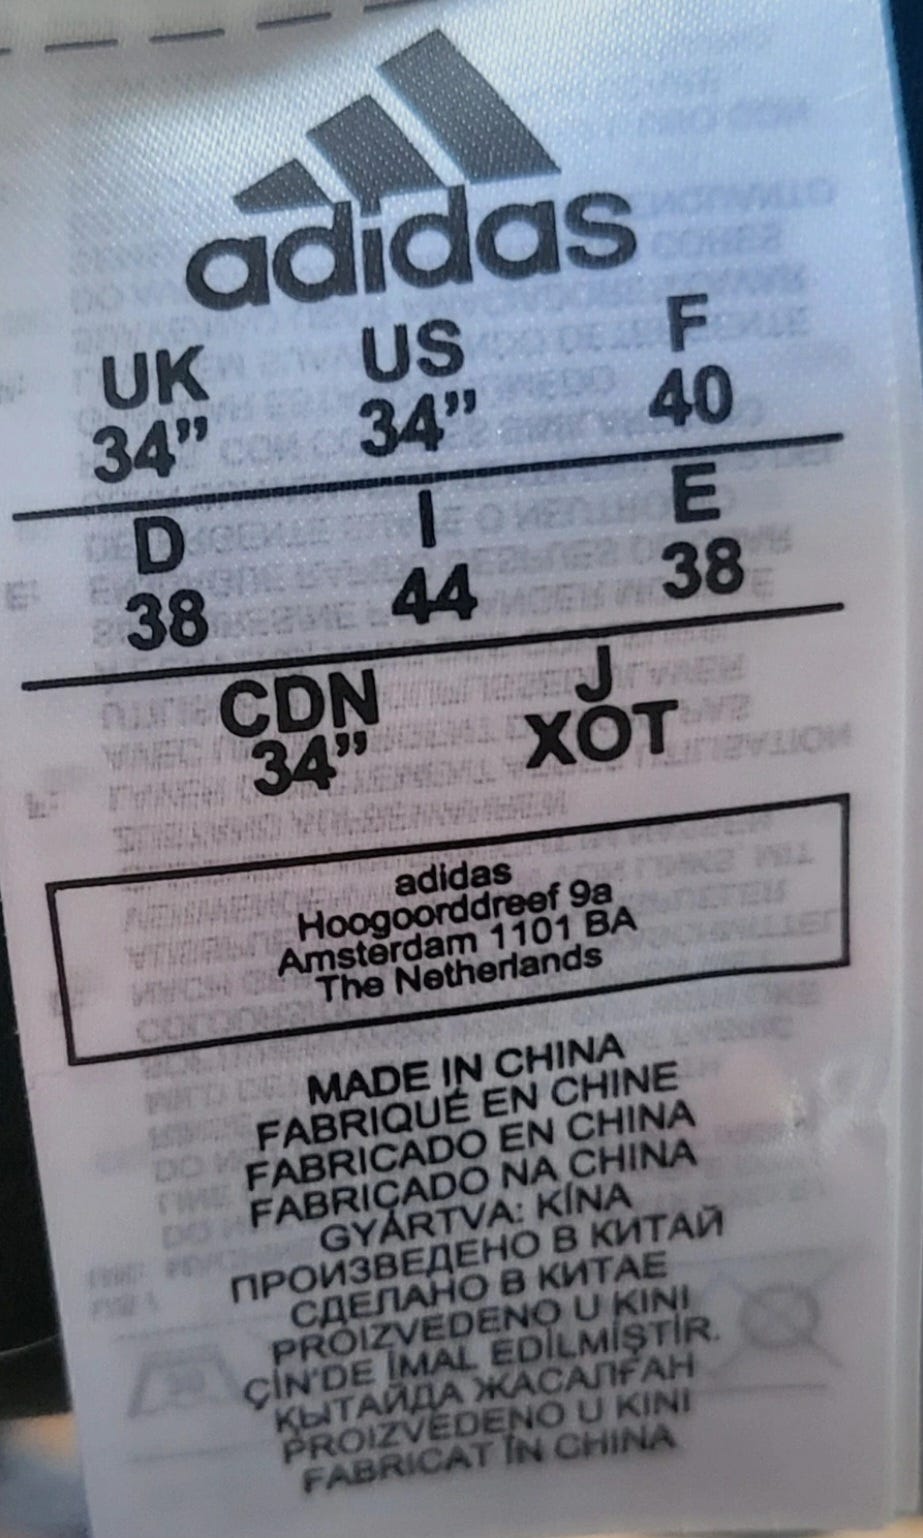 adidas
UK US F
34” 34” 40
D I E
38 44 38
CDN J
34” XOT
adidas
Hoogoorddreef 9a
Amsterdam 1101 BA
The Netherlands
MADE IN CHINA
FABRIQUÉ EN CHINE
FABRICADO EN CHINA
FABRICADO NA CHINA
GYÁRTVA: KÍNA
ПРОИЗВЕДЕНО В КИТАЙ
СДЕЛАНО В КИТАЕ
PROIZVEDENO U KINI
ÇİN'DE İMAL EDİLMİŞTİR.
ҚЫТАЙДА ЖАСАЛҒАН
PROIZVEDENO U KINI
FABRICAT ÎN CHINA